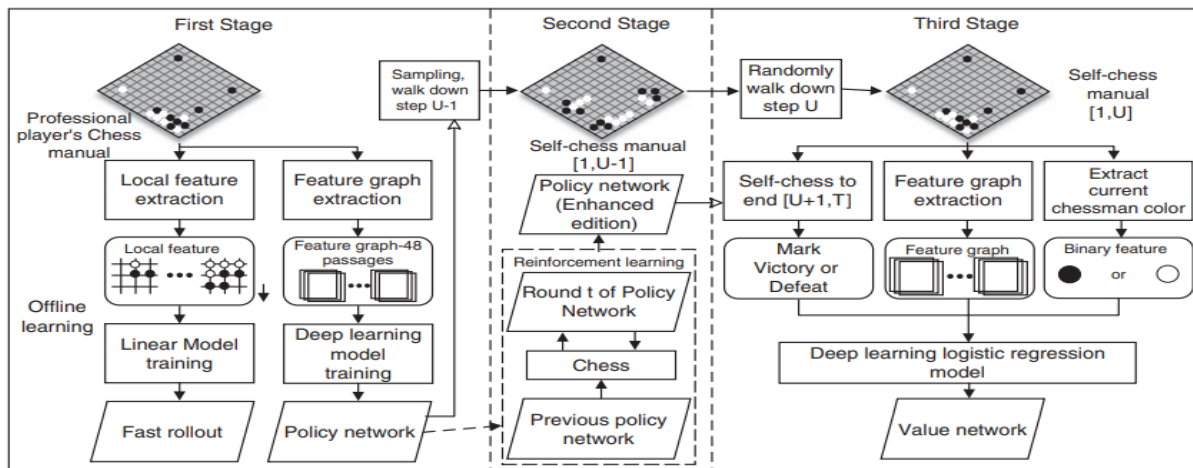 First Stage
Second Stage
Third Stage
Professional
player's Chess
manual
Local feature
extraction
Feature graph
extraction
Local feature
Feature graph-48
passages
Offline
learning
Linear Model
training
Deep learning
model
training
Fast rollout
Policy network
Sampling,
walk down
step U-1
Self-chess manual
[1,U-1]
Policy network
(Enhanced
edition)
Reinforcement learning
Round t of Policy
Network
Chess
Previous policy
network
Randomly
walk down
step U
Self-chess
manual
[1,U]
Self-chess to
end [U+1,T]
Feature graph
extraction
Extract
current
chessman color
Mark
Victory or
Defeat
Feature graph
Binary feature
or
Deep learning logistic regression
model
Value network